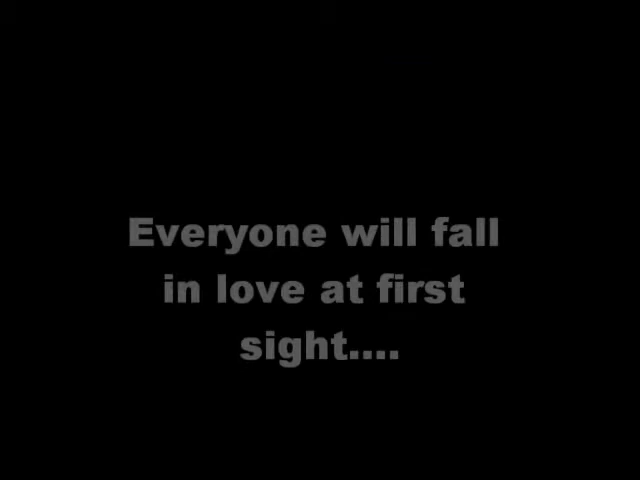 Everyone will fall
in love at first
sight....